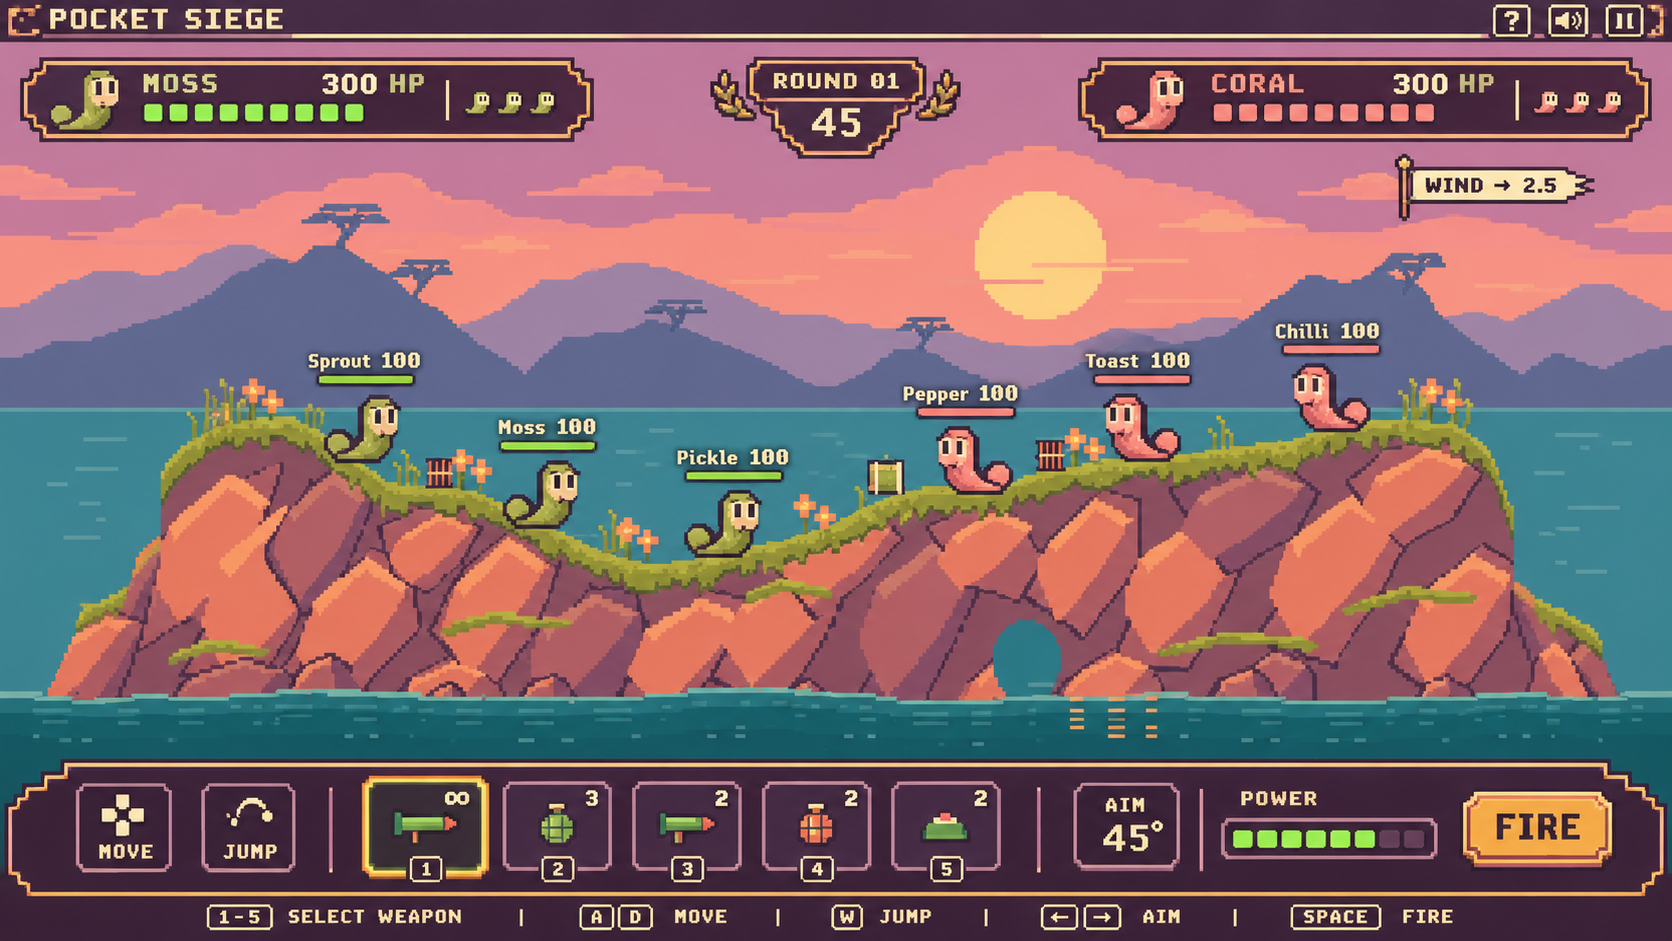 POCKET SIEGE
?
MOSS 300 HP
ROUND 01
45
CORAL 300 HP
WIND → 2.5
Chilli 100
Sprout 100
Toast 100
Pepper 100
Moss 100
Pickle 100
MOVE
JUMP
∞
1
3
2
2
3
2
4
2
5
AIM
45°
POWER
FIRE
1-5 SELECT WEAPON | A D MOVE | W JUMP | ← → AIM | SPACE FIRE